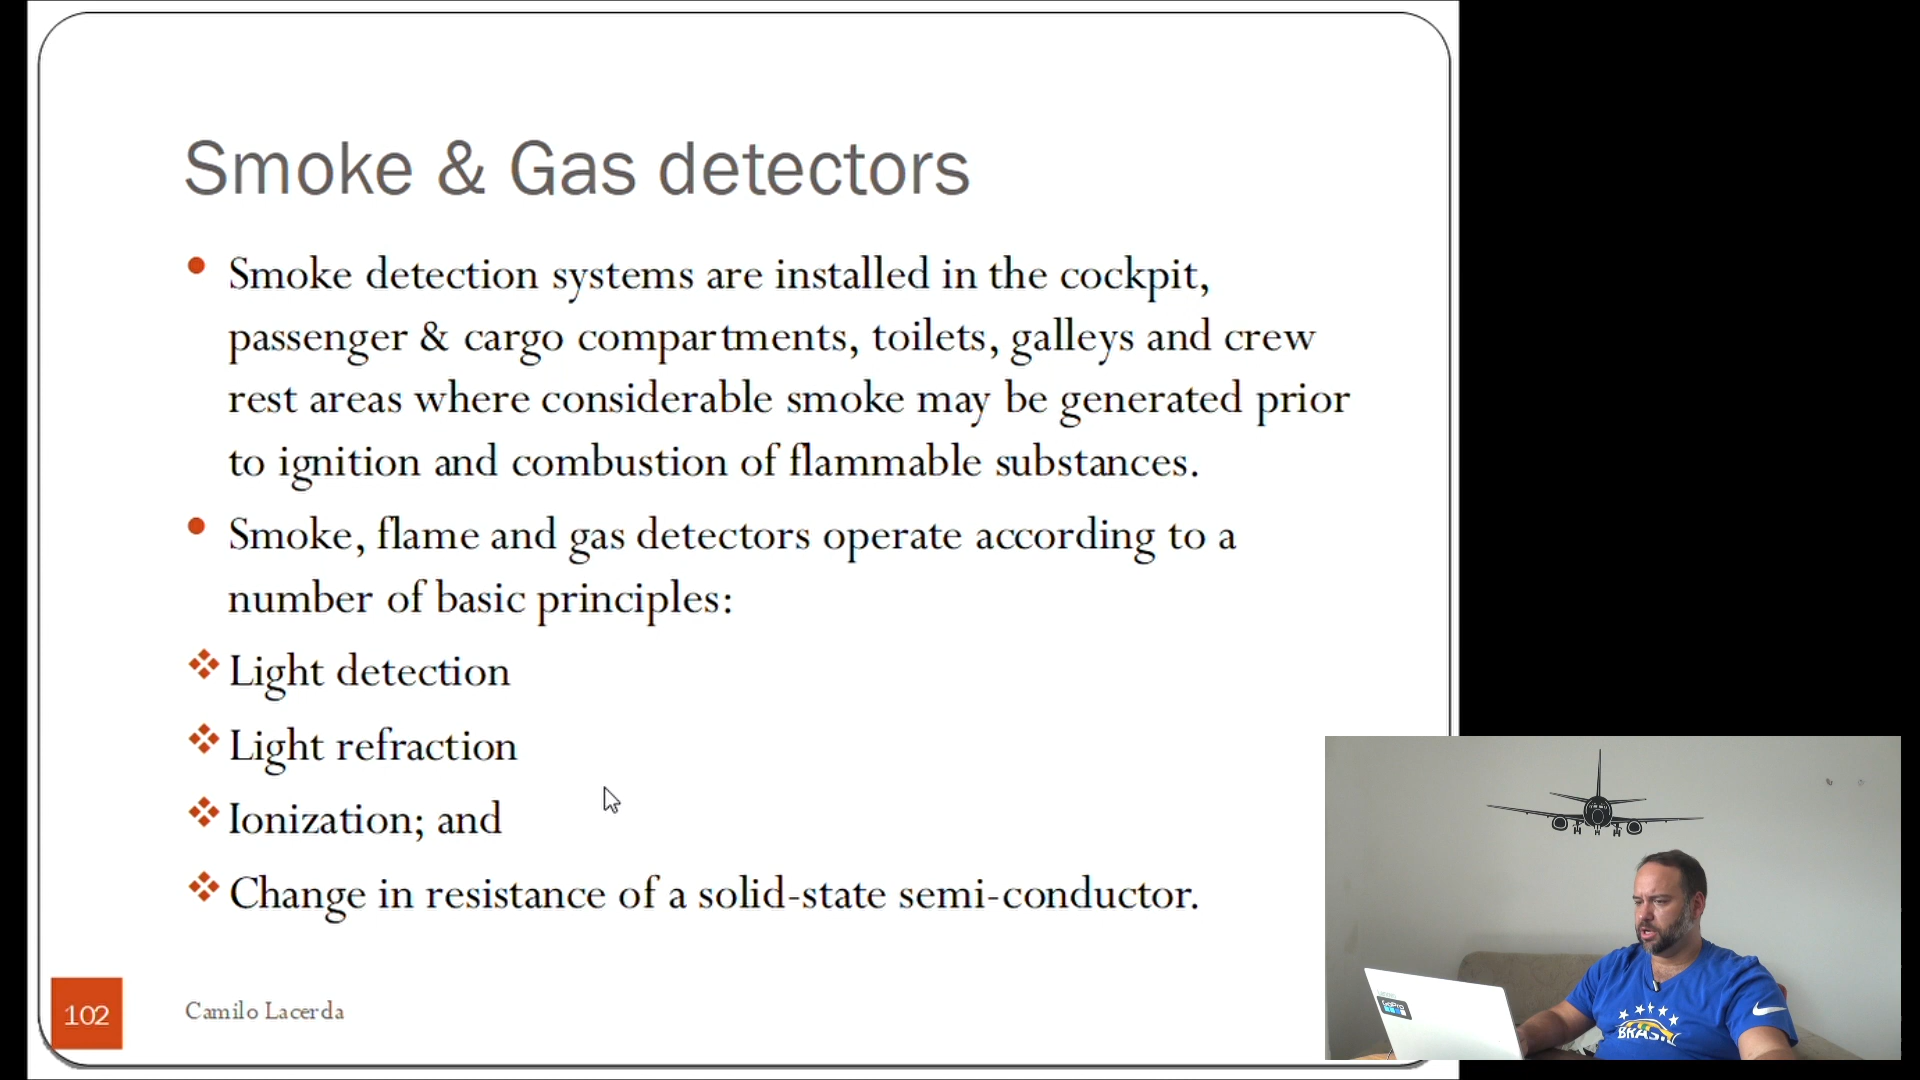 Smoke & Gas detectors
Smoke detection systems are installed in the cockpit,
passenger & cargo compartments, toilets, galleys and crew
rest areas where considerable smoke may be generated prior
to ignition and combustion of flammable substances.
Smoke, flame and gas detectors operate according to a
number of basic principles:
Light detection
Light refraction
Ionization; and
Change in resistance of a solid-state semi-conductor.
102
Camilo Lacerda
GoPro
BRASIL